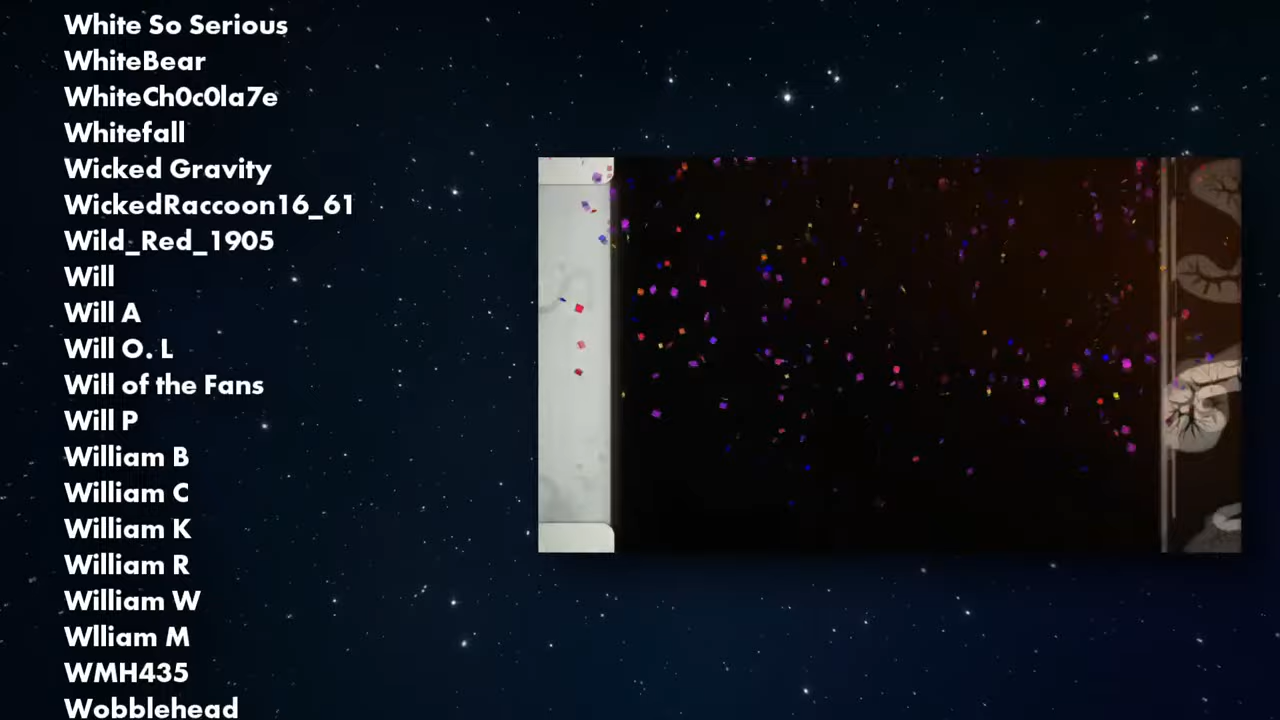 White So Serious
WhiteBear
WhiteCh0c0la7e
Whitefall
Wicked Gravity
WickedRaccoon16_61
Wild_Red_1905
Will
Will A
Will O. L
Will of the Fans
Will P
William B
William C
William K
William R
William W
Wlliam M
WMH435
Wobblehead